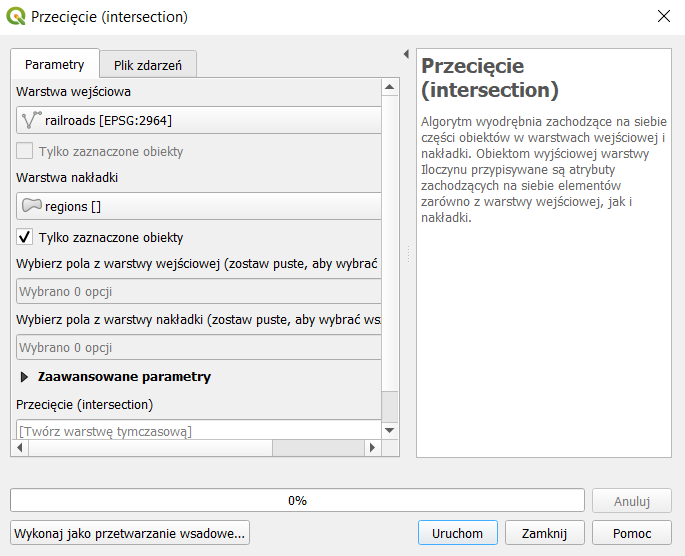 Przecięcie (intersection)
Parametry
Plik zdarzeń
Warstwa wejściowa
railroads [EPSG:2964]
Tylko zaznaczone obiekty
Warstwa nakładki
regions []
Tylko zaznaczone obiekty
Wybierz pola z warstwy wejściowej (zostaw puste, aby wybrać
Wybrano 0 opcji
Wybierz pola z warstwy nakładki (zostaw puste, aby wybrać wsz
Wybrano 0 opcji
Zaawansowane parametry
Przecięcie (intersection)
[Twórz warstwę tymczasową]
Przecięcie
(intersection)
Algorytm wyodrębnia zachodzące na siebie
części obiektów w warstwach wejściowej i
nakładki. Obiektom wyjściowej warstwy
Iloczynu przypisywane są atrybuty
zachodzących na siebie elementów
zarówno z warstwy wejściowej, jak i
nakładki.
0%
Anuluj
Wykonaj jako przetwarzanie wsadowe...
Uruchom
Zamknij
Pomoc